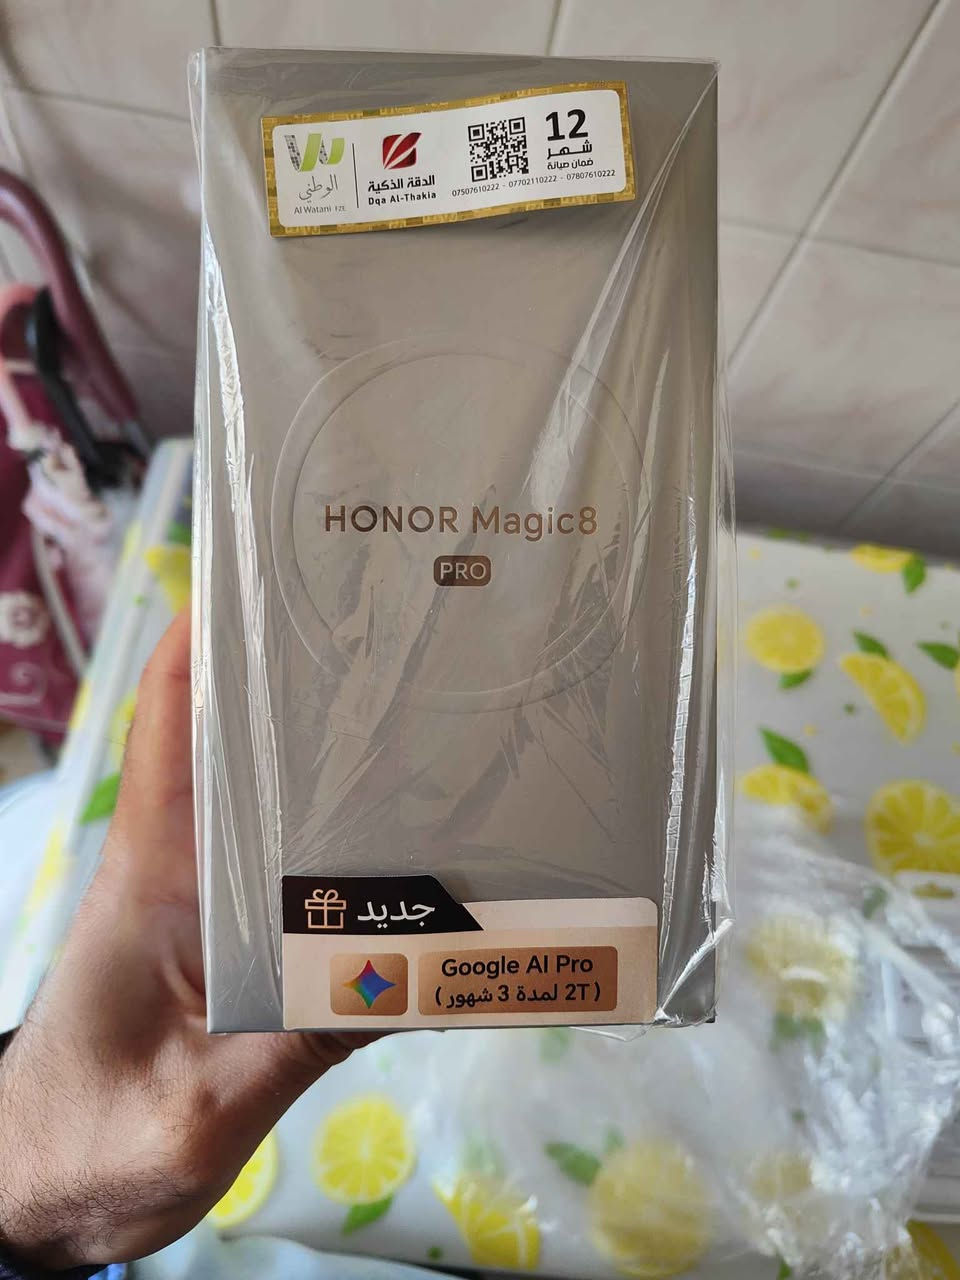 الوطني
Al Watani FZE
الدقة الذكية
Dqa Al-Thakia
12
شهر
ضمان صيانة
07507610222 - 07702110222 - 07807610222
HONOR Magic8
PRO
جديد
Google AI Pro
(2T لمدة 3 شهور)